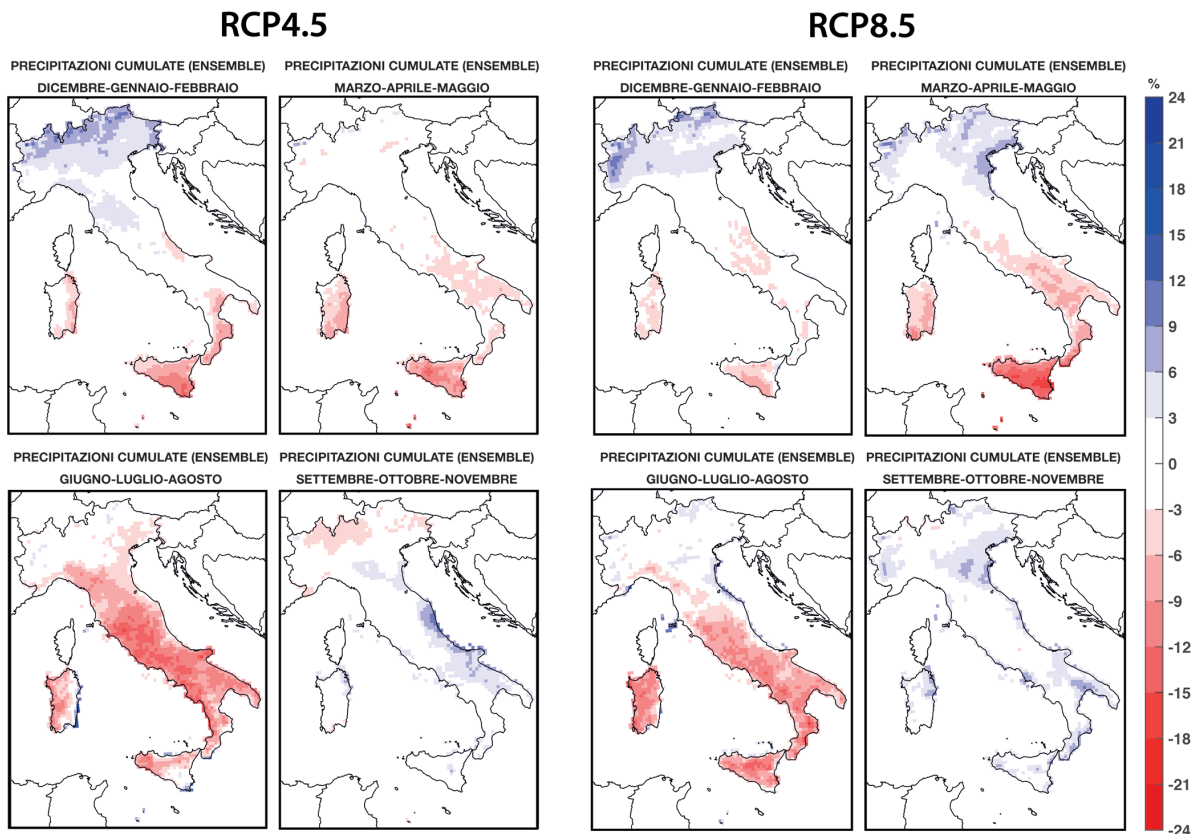 RCP4.5
RCP8.5
PRECIPITAZIONI CUMULATE (ENSEMBLE)
DICEMBRE-GENNAIO-FEBBRAIO
PRECIPITAZIONI CUMULATE (ENSEMBLE)
MARZO-APRILE-MAGGIO
PRECIPITAZIONI CUMULATE (ENSEMBLE)
DICEMBRE-GENNAIO-FEBBRAIO
PRECIPITAZIONI CUMULATE (ENSEMBLE)
MARZO-APRILE-MAGGIO
PRECIPITAZIONI CUMULATE (ENSEMBLE)
GIUGNO-LUGLIO-AGOSTO
PRECIPITAZIONI CUMULATE (ENSEMBLE)
SETTEMBRE-OTTOBRE-NOVEMBRE
PRECIPITAZIONI CUMULATE (ENSEMBLE)
GIUGNO-LUGLIO-AGOSTO
PRECIPITAZIONI CUMULATE (ENSEMBLE)
SETTEMBRE-OTTOBRE-NOVEMBRE
%
24
21
18
15
12
9
6
3
0
-3
-6
-9
-12
-15
-18
-21
-24